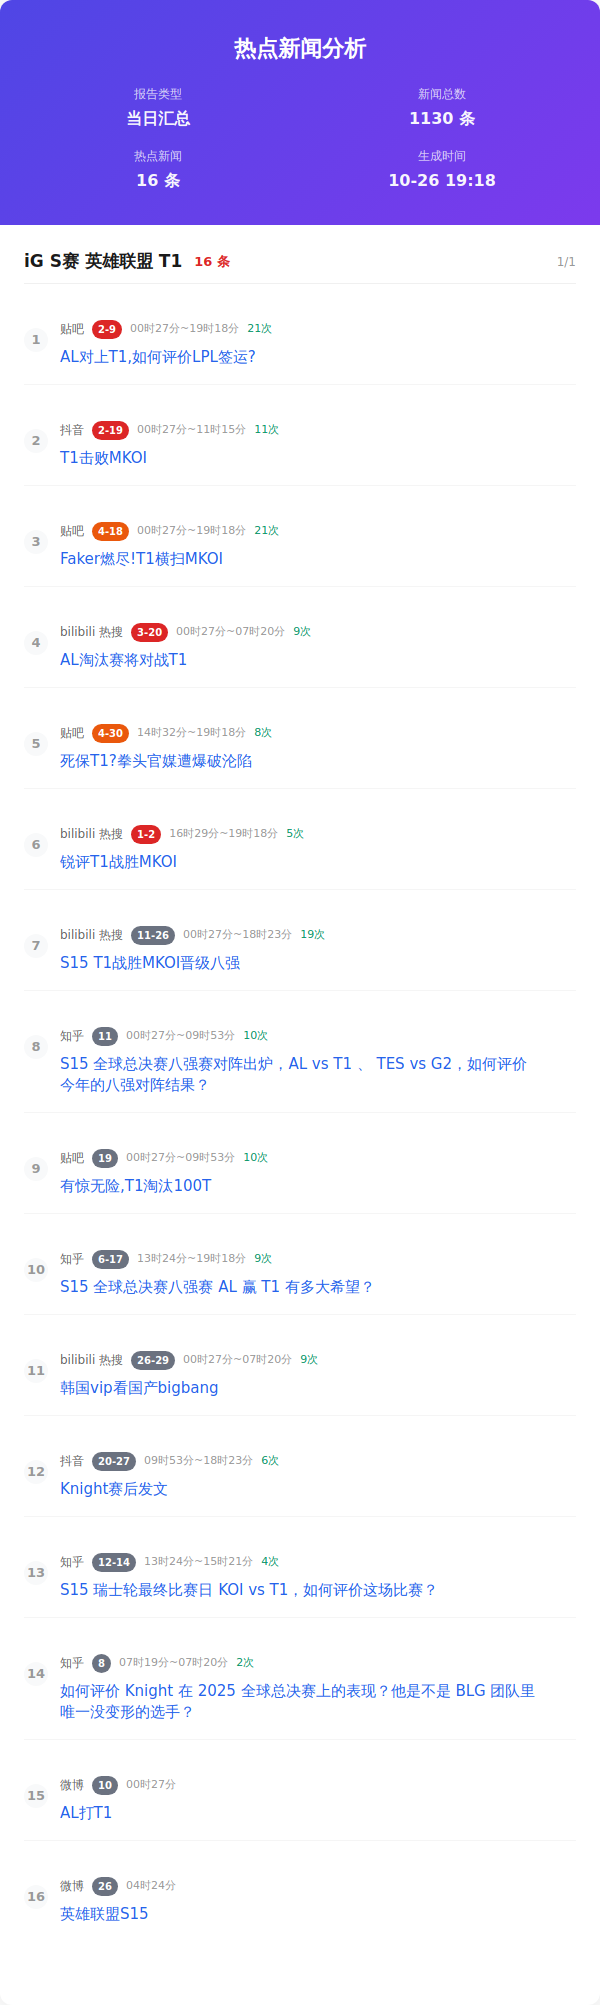 热点新闻分析
报告类型
新闻总数
当日汇总
1130 条
热点新闻
生成时间
16 条
10-26 19:18
iG S赛 英雄联盟 T1 16 条 1/1
1 贴吧 2-9 00时27分~19时18分 21次
AL对上T1,如何评价LPL签运?
2 抖音 2-19 00时27分~11时15分 11次
T1击败MKOI
3 贴吧 4-18 00时27分~19时18分 21次
Faker燃尽!T1横扫MKOI
4 bilibili 热搜 3-20 00时27分~07时20分 9次
AL淘汰赛将对战T1
5 贴吧 4-30 14时32分~19时18分 8次
死保T1?拳头官媒遭爆破沦陷
6 bilibili 热搜 1-2 16时29分~19时18分 5次
锐评T1战胜MKOI
7 bilibili 热搜 11-26 00时27分~18时23分 19次
S15 T1战胜MKOI晋级八强
8 知乎 11 00时27分~09时53分 10次
S15 全球总决赛八强赛对阵出炉，AL vs T1 、 TES vs G2，如何评价
今年的八强对阵结果？
9 贴吧 19 00时27分~09时53分 10次
有惊无险,T1淘汰100T
10 知乎 6-17 13时24分~19时18分 9次
S15 全球总决赛八强赛 AL 赢 T1 有多大希望？
11 bilibili 热搜 26-29 00时27分~07时20分 9次
韩国vip看国产bigbang
12 抖音 20-27 09时53分~18时23分 6次
Knight赛后发文
13 知乎 12-14 13时24分~15时21分 4次
S15 瑞士轮最终比赛日 KOI vs T1，如何评价这场比赛？
14 知乎 8 07时19分~07时20分 2次
如何评价 Knight 在 2025 全球总决赛上的表现？他是不是 BLG 团队里
唯一没变形的选手？
15 微博 10 00时27分
AL打T1
16 微博 26 04时24分
英雄联盟S15